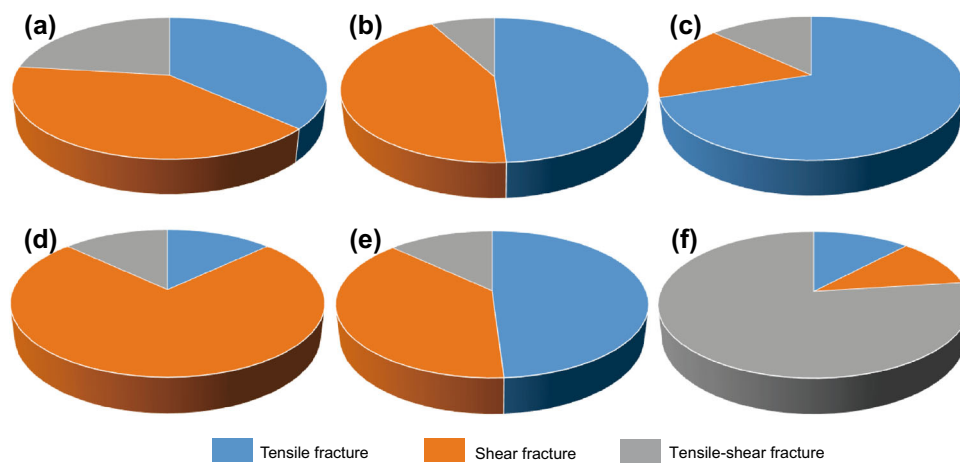 (a) (b) (c)
(d) (e) (f)
Tensile fracture Shear fracture Tensile-shear fracture